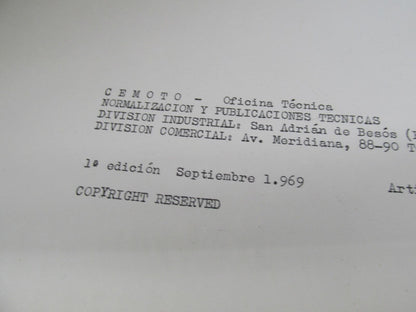 C E M O T O - Oficina Técnica
NORMALIZACION Y PUBLICACIONES TECNICAS
DIVISION INDUSTRIAL: San Adrián de Besós (
DIVISION COMERCIAL: Av. Meridiana, 88-90 T
1ª edición Septiembre 1.969
Arti
COPYRIGHT RESERVED